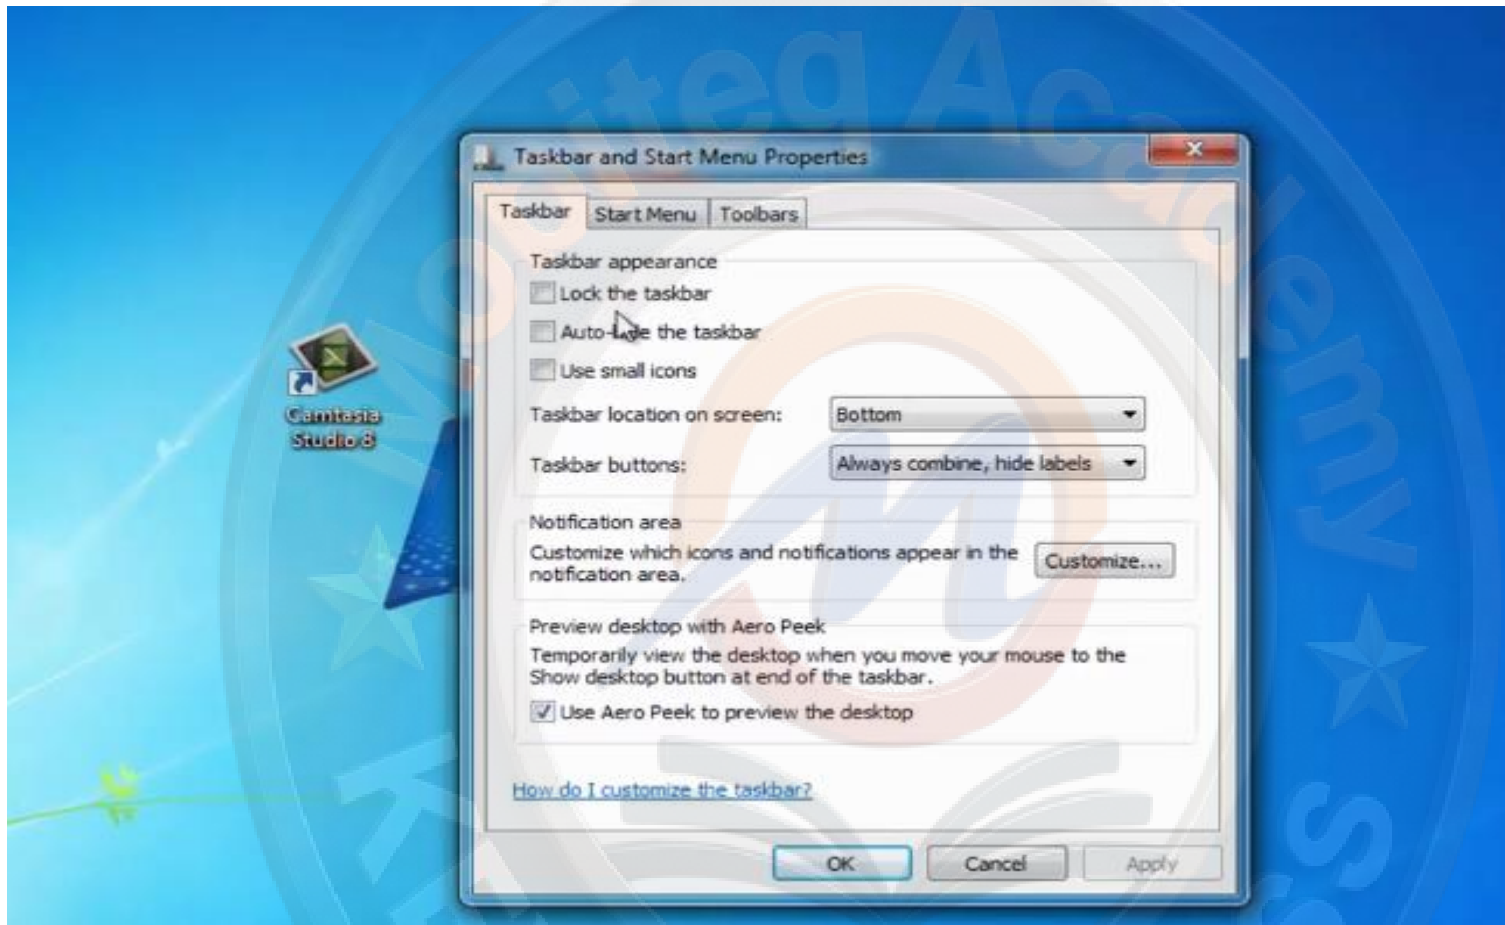 Mobiteq Academy
Taskbar and Start Menu Properties
Taskbar
Start Menu
Toolbars
Taskbar appearance
Lock the taskbar
Auto-hide the taskbar
Use small icons
Taskbar location on screen:
Bottom
Taskbar buttons:
Always combine, hide labels
Notification area
Customize which icons and notifications appear in the
notification area.
Customize...
Preview desktop with Aero Peek
Temporarily view the desktop when you move your mouse to the
Show desktop button at end of the taskbar.
Use Aero Peek to preview the desktop
How do I customize the taskbar?
OK
Cancel
Apply
Camtasia
Studio 8